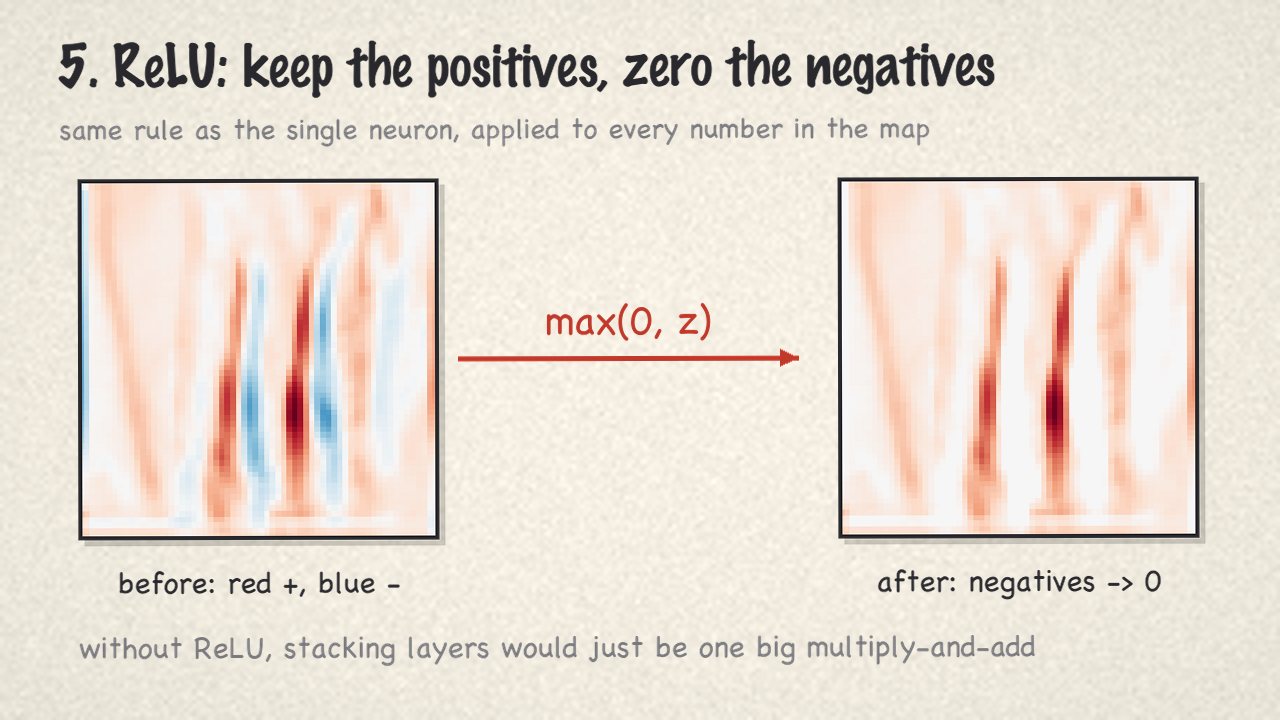 5. ReLU: keep the positives, zero the negatives
same rule as the single neuron, applied to every number in the map
max(0, z)
before: red +, blue -
after: negatives -> 0
without ReLU, stacking layers would just be one big multiply-and-add